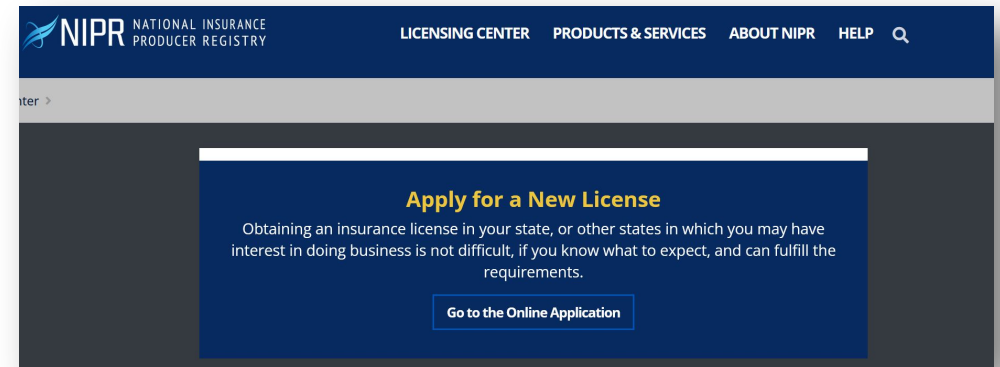 NIPR NATIONAL INSURANCE
PRODUCER REGISTRY
LICENSING CENTER PRODUCTS & SERVICES ABOUT NIPR HELP
nter >
Apply for a New License
Obtaining an insurance license in your state, or other states in which you may have
interest in doing business is not difficult, if you know what to expect, and can fulfill the
requirements.
Go to the Online Application